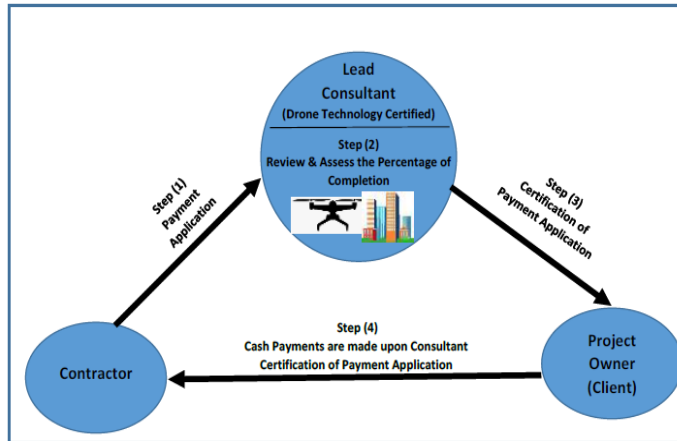 Lead
Consultant
(Drone Technology Certified)
Step (2)
Review & Assess the Percentage of
Completion
Step (1)
Payment
Application
Step (3)
Certification of
Payment Application
Step (4)
Cash Payments are made upon Consultant
Certification of Payment Application
Contractor
Project
Owner
(Client)